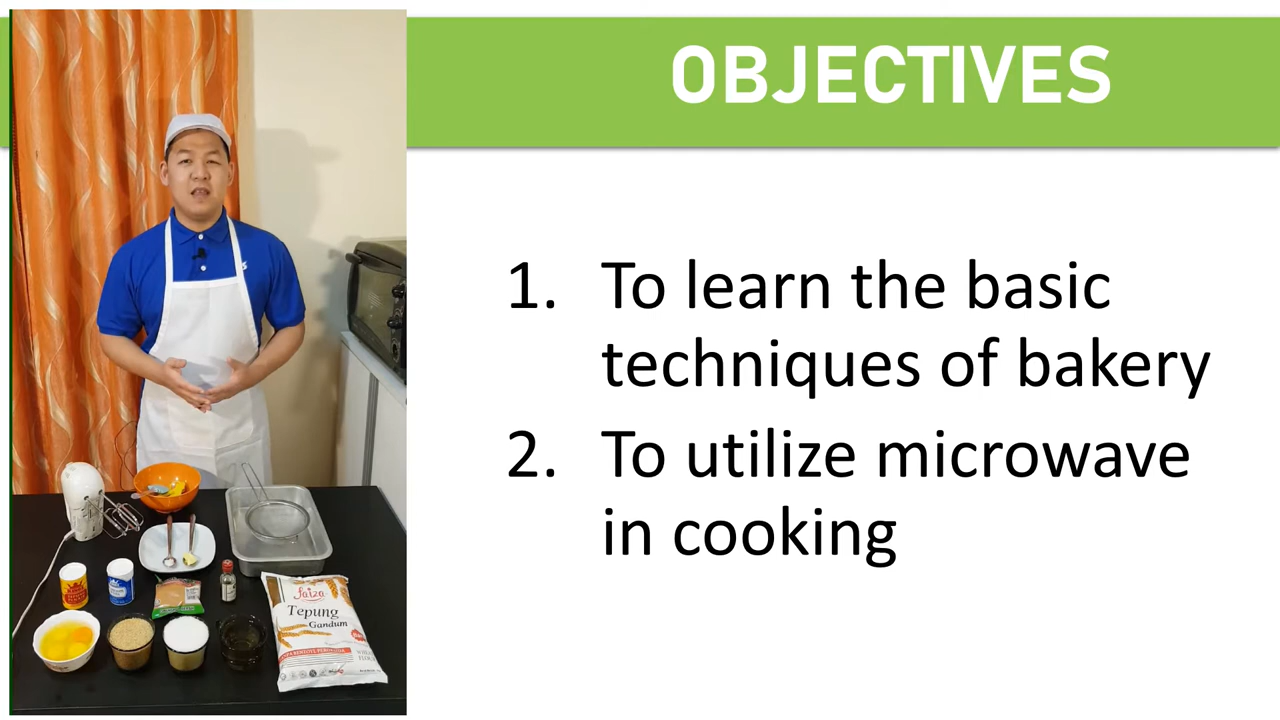 OBJECTIVES
1. To learn the basic
techniques of bakery
2. To utilize microwave
in cooking
faiza
Tepung
Gandum